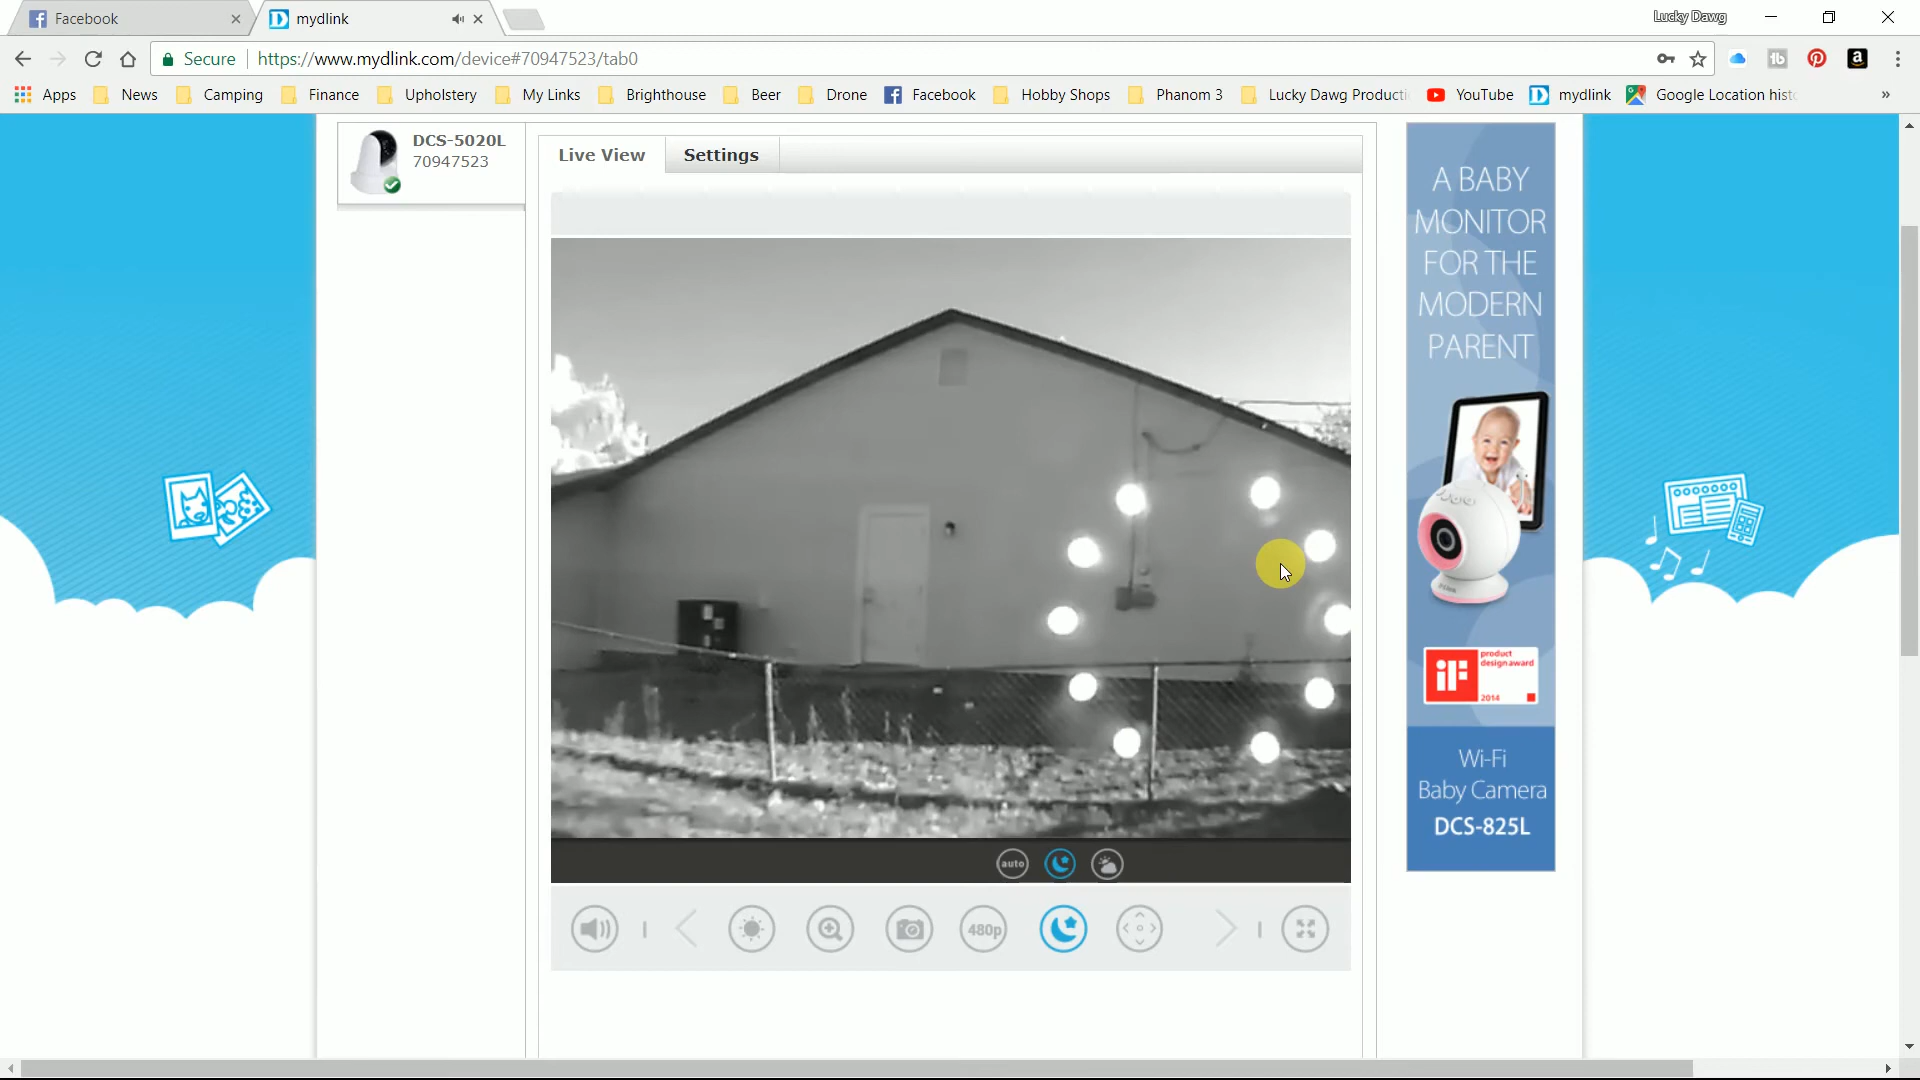 Facebook
mydlink
Lucky Dawg
Secure
https://www.mydlink.com/device#70947523/tab0
Apps
News
Camping
Finance
Upholstery
My Links
Brighthouse
Beer
Drone
Facebook
Hobby Shops
Phanom 3
Lucky Dawg Producti
YouTube
mydlink
Google Location hist
»
DCS-5020L
70947523
Live View
Settings
auto
480p
A BABY
MONITOR
FOR THE
MODERN
PARENT
iF
product
design award
2014
Wi-Fi
Baby Camera
DCS-825L